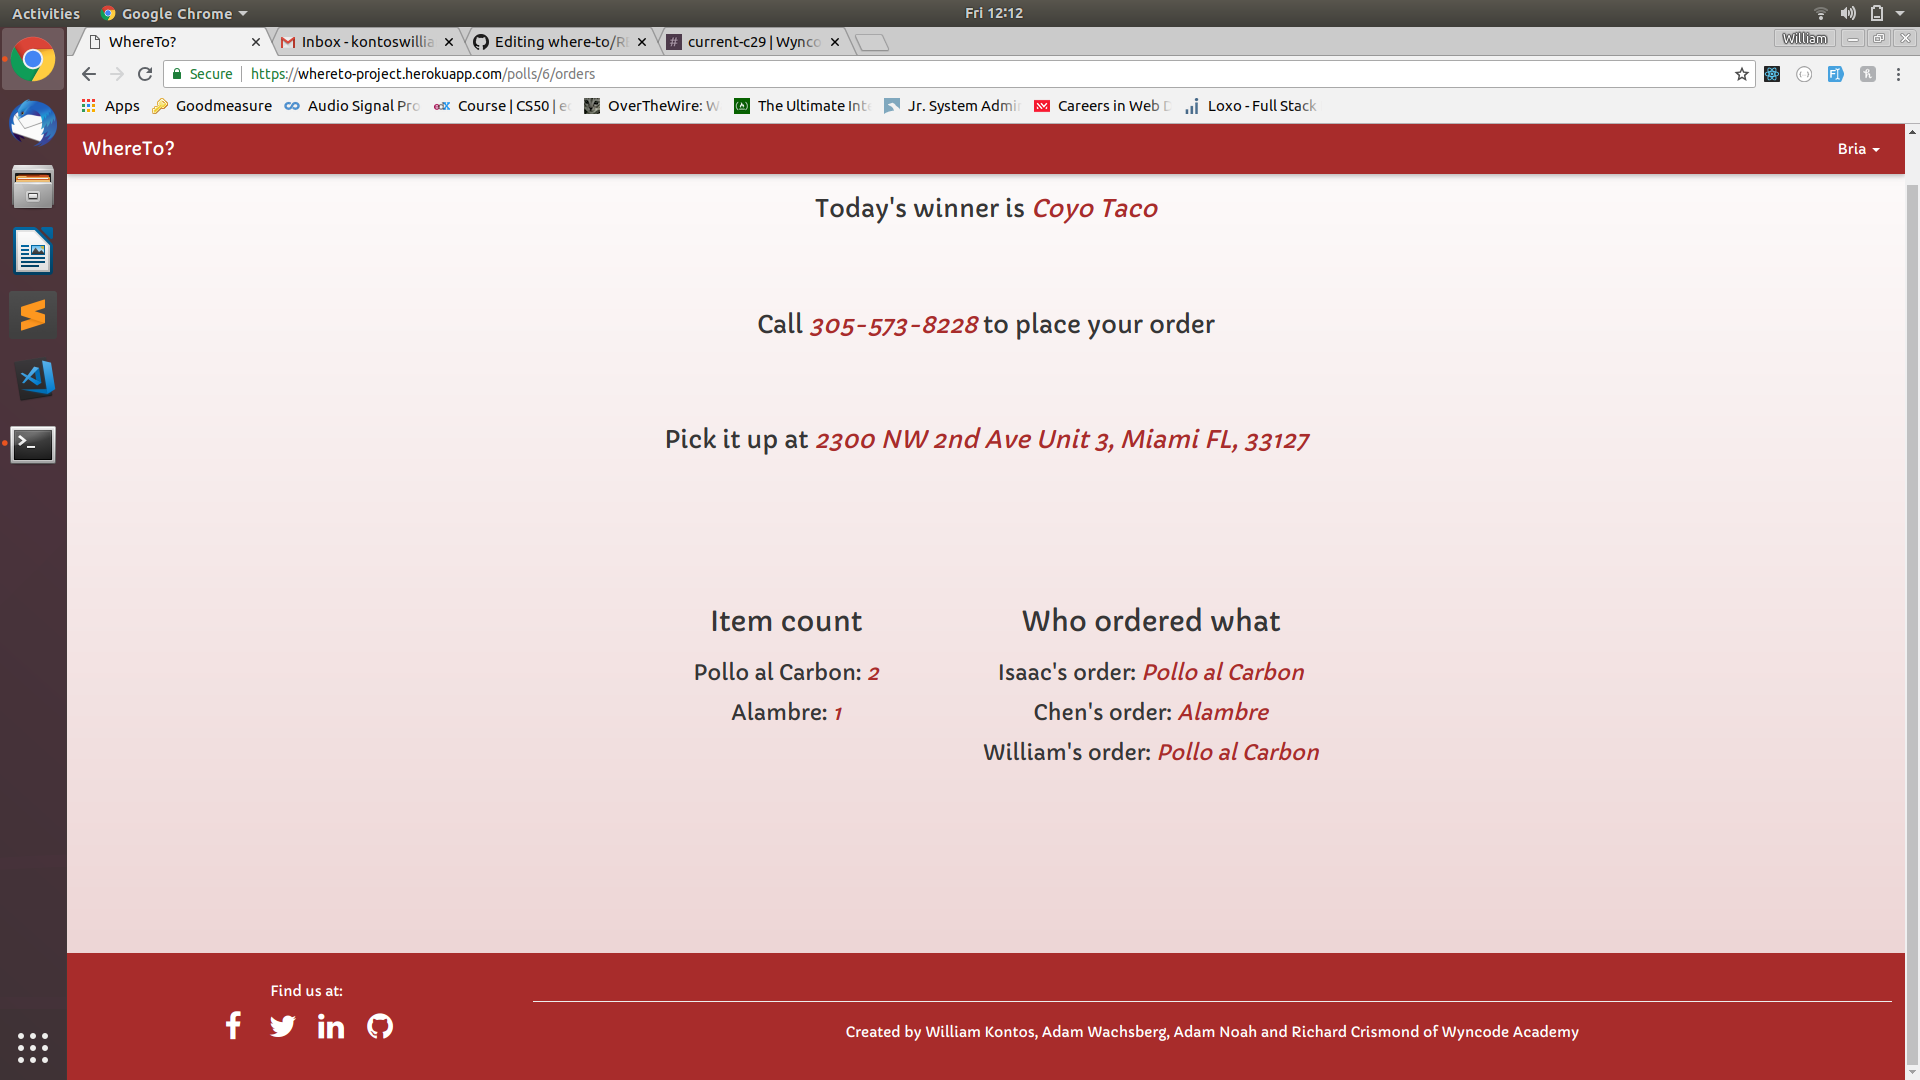 Activities Google Chrome Fri 12:12
WhereTo? Inbox - kontoswillia Editing where-to/R current-c29 | Wynco William
Secure https://whereto-project.herokuapp.com/polls/6/orders
Apps Goodmeasure Audio Signal Pro Course | CS50 | e OverTheWire: W The Ultimate Inte Jr. System Admi Careers in Web D Loxo - Full Stack
WhereTo? Bria
Today's winner is Coyo Taco
Call 305-573-8228 to place your order
Pick it up at 2300 NW 2nd Ave Unit 3, Miami FL, 33127
Item count
Pollo al Carbon: 2
Alambre: 1
Who ordered what
Isaac's order: Pollo al Carbon
Chen's order: Alambre
William's order: Pollo al Carbon
Find us at:
Created by William Kontos, Adam Wachsberg, Adam Noah and Richard Crismond of Wyncode Academy